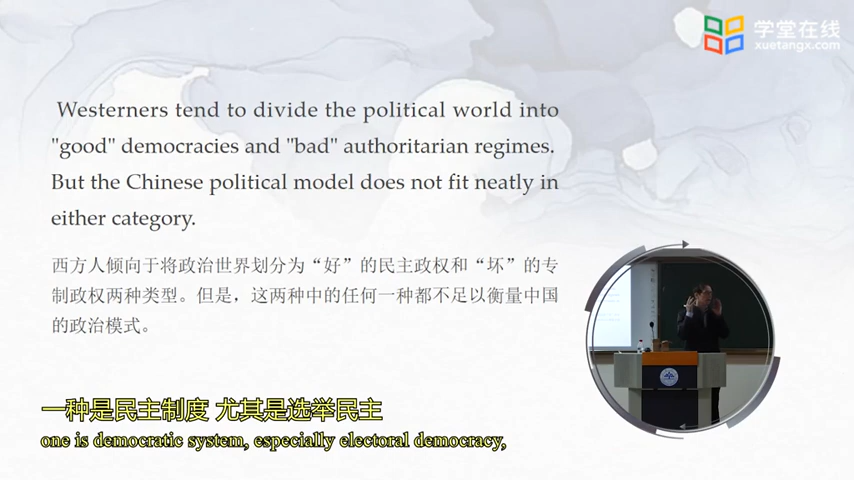 学堂在线
xuetangx.com
Westerners tend to divide the political world into
"good" democracies and "bad" authoritarian regimes.
But the Chinese political model does not fit neatly in
either category.
西方人倾向于将政治世界划分为“好”的民主政权和“坏”的专
制政权两种类型。但是，这两种中的任何一种都不足以衡量中国
的政治模式。
一种是民主制度 尤其是选举民主
one is democratic system, especially electoral democracy,